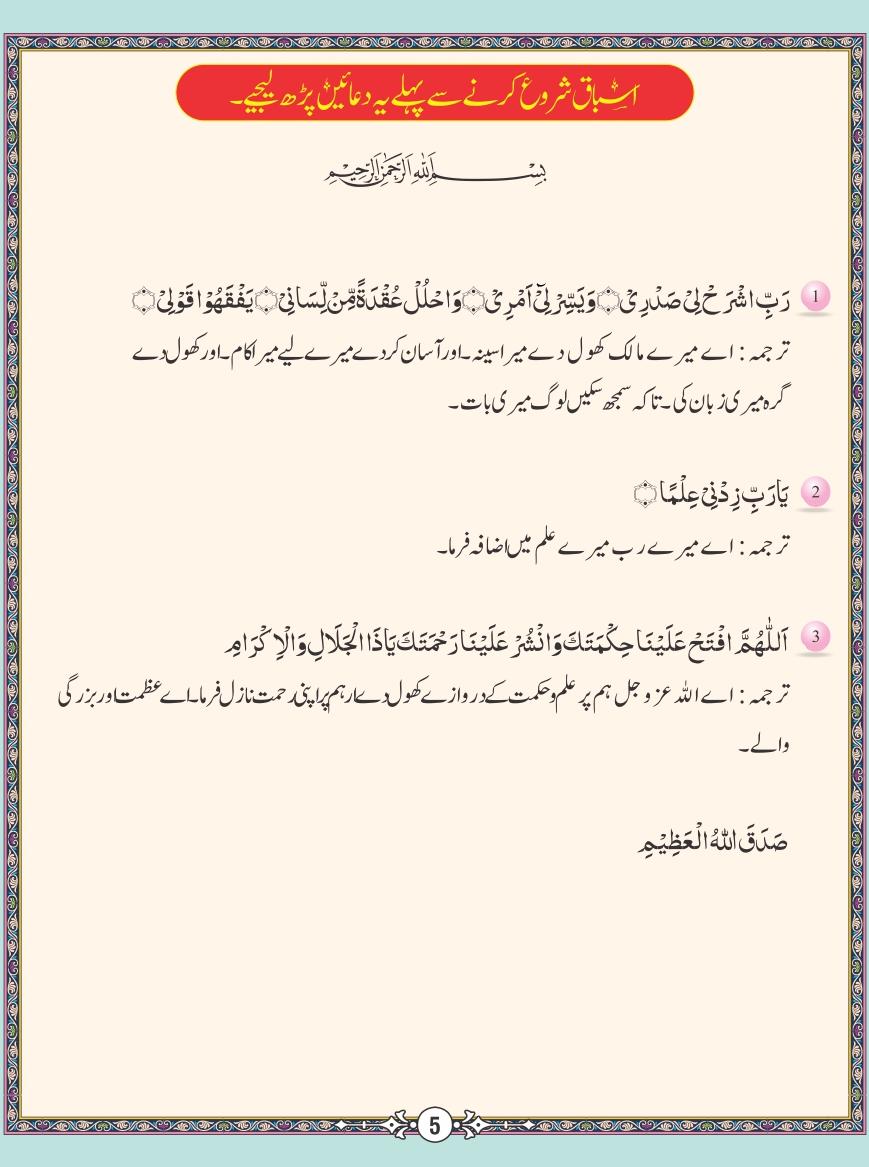 اسباق شروع کرنے سے پہلے یہ دعائیں پڑھ لیجیے۔
بِسْمِ اللّٰهِ الرَّحْمٰنِ الرَّحِيْمِ
1 رَبِّ اشْرَحْ لِیْ صَدْرِیْ ۝ وَیَسِّرْ لِیْۤ اَمْرِیْ ۝ وَاحْلُلْ عُقْدَةً مِّنْ لِّسَانِیْ ۝ یَفْقَهُوْا قَوْلِیْ ۝
ترجمہ : اے میرے مالک کھول دے میرا سینہ۔ اور آسان کردے میرے لیے میرا کام۔ اور کھول دے
گرہ میری زبان کی۔ تاکہ سمجھ سکیں لوگ میری بات۔
2 یَارَبِّ زِدْنِیْ عِلْمًا ۝
ترجمہ : اے میرے رب میرے علم میں اضافہ فرما۔
3 اَللّٰهُمَّ افْتَحْ عَلَیْنَا حِکْمَتَكَ وَانْشُرْ عَلَیْنَا رَحْمَتَكَ یَاذَا الْجَلَالِ وَالْاِکْرَامِ
ترجمہ : اے اللہ عز و جل ہم پر علم و حکمت کے دروازے کھول دے ارہم پر اپنی رحمت نازل فرما۔ اے عظمت اور بزرگی
والے۔
صَدَقَ اللهُ الْعَظِیْمِ
5